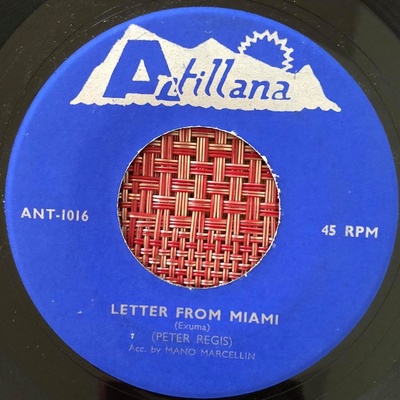 Antillana
ANT-1016
45 RPM
LETTER FROM MIAMI
(Exuma)
(PETER REGIS)
Acc. by MANO MARCELLIN